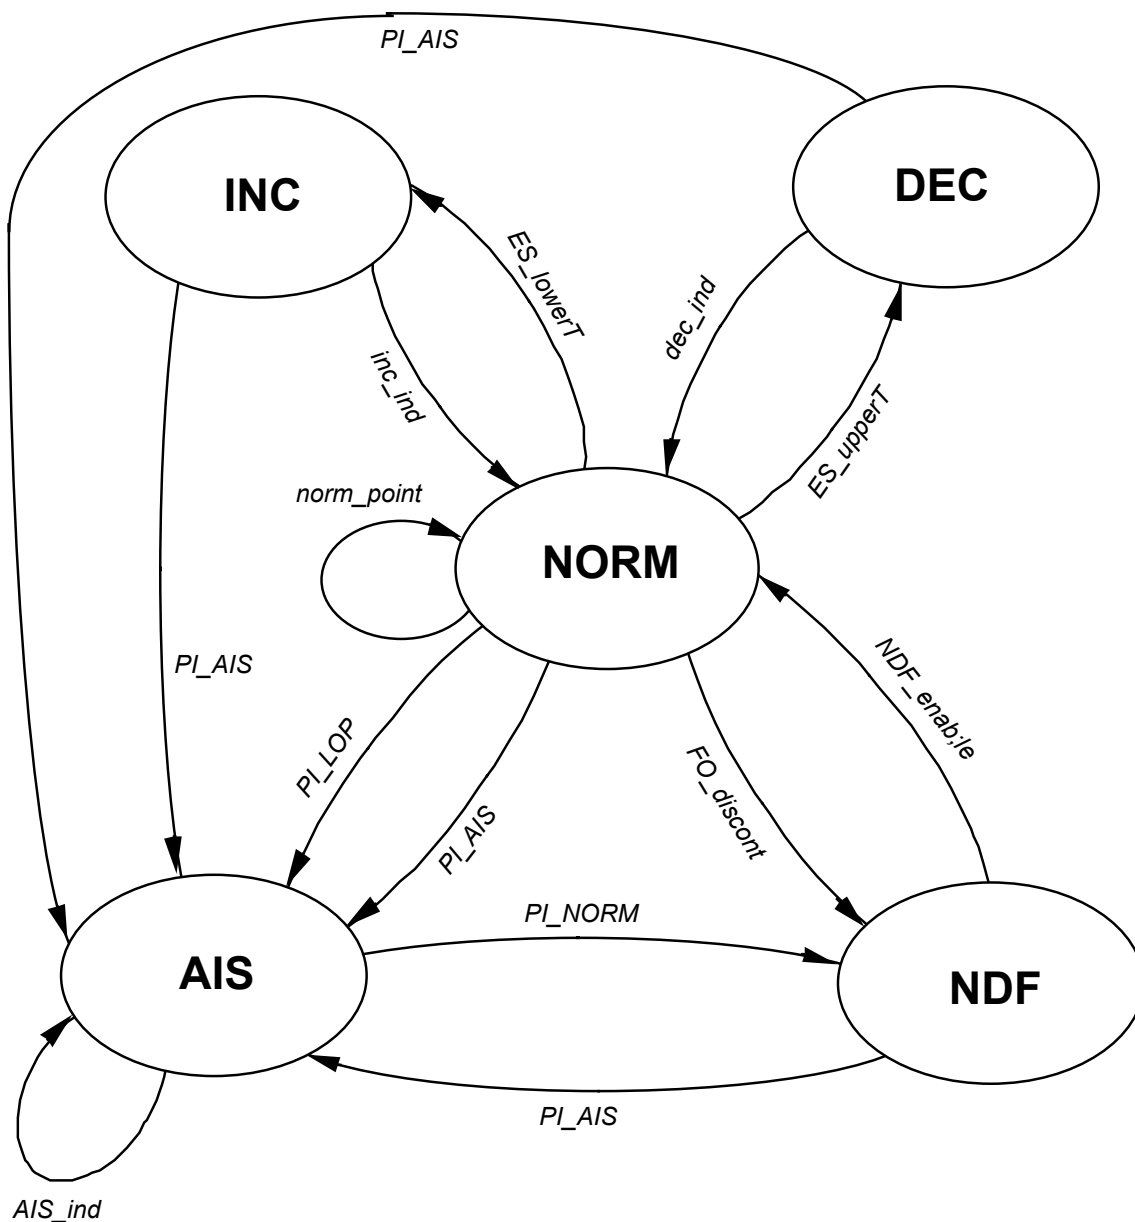 PI_AIS
INC
DEC
ES_lowerT
dec_ind
inc_ind
ES_upperT
norm_point
NORM
PI_AIS
NDF_enab;le
PI_LOP
PI_AIS
FO_discont
PI_NORM
AIS
NDF
PI_AIS
AIS_ind